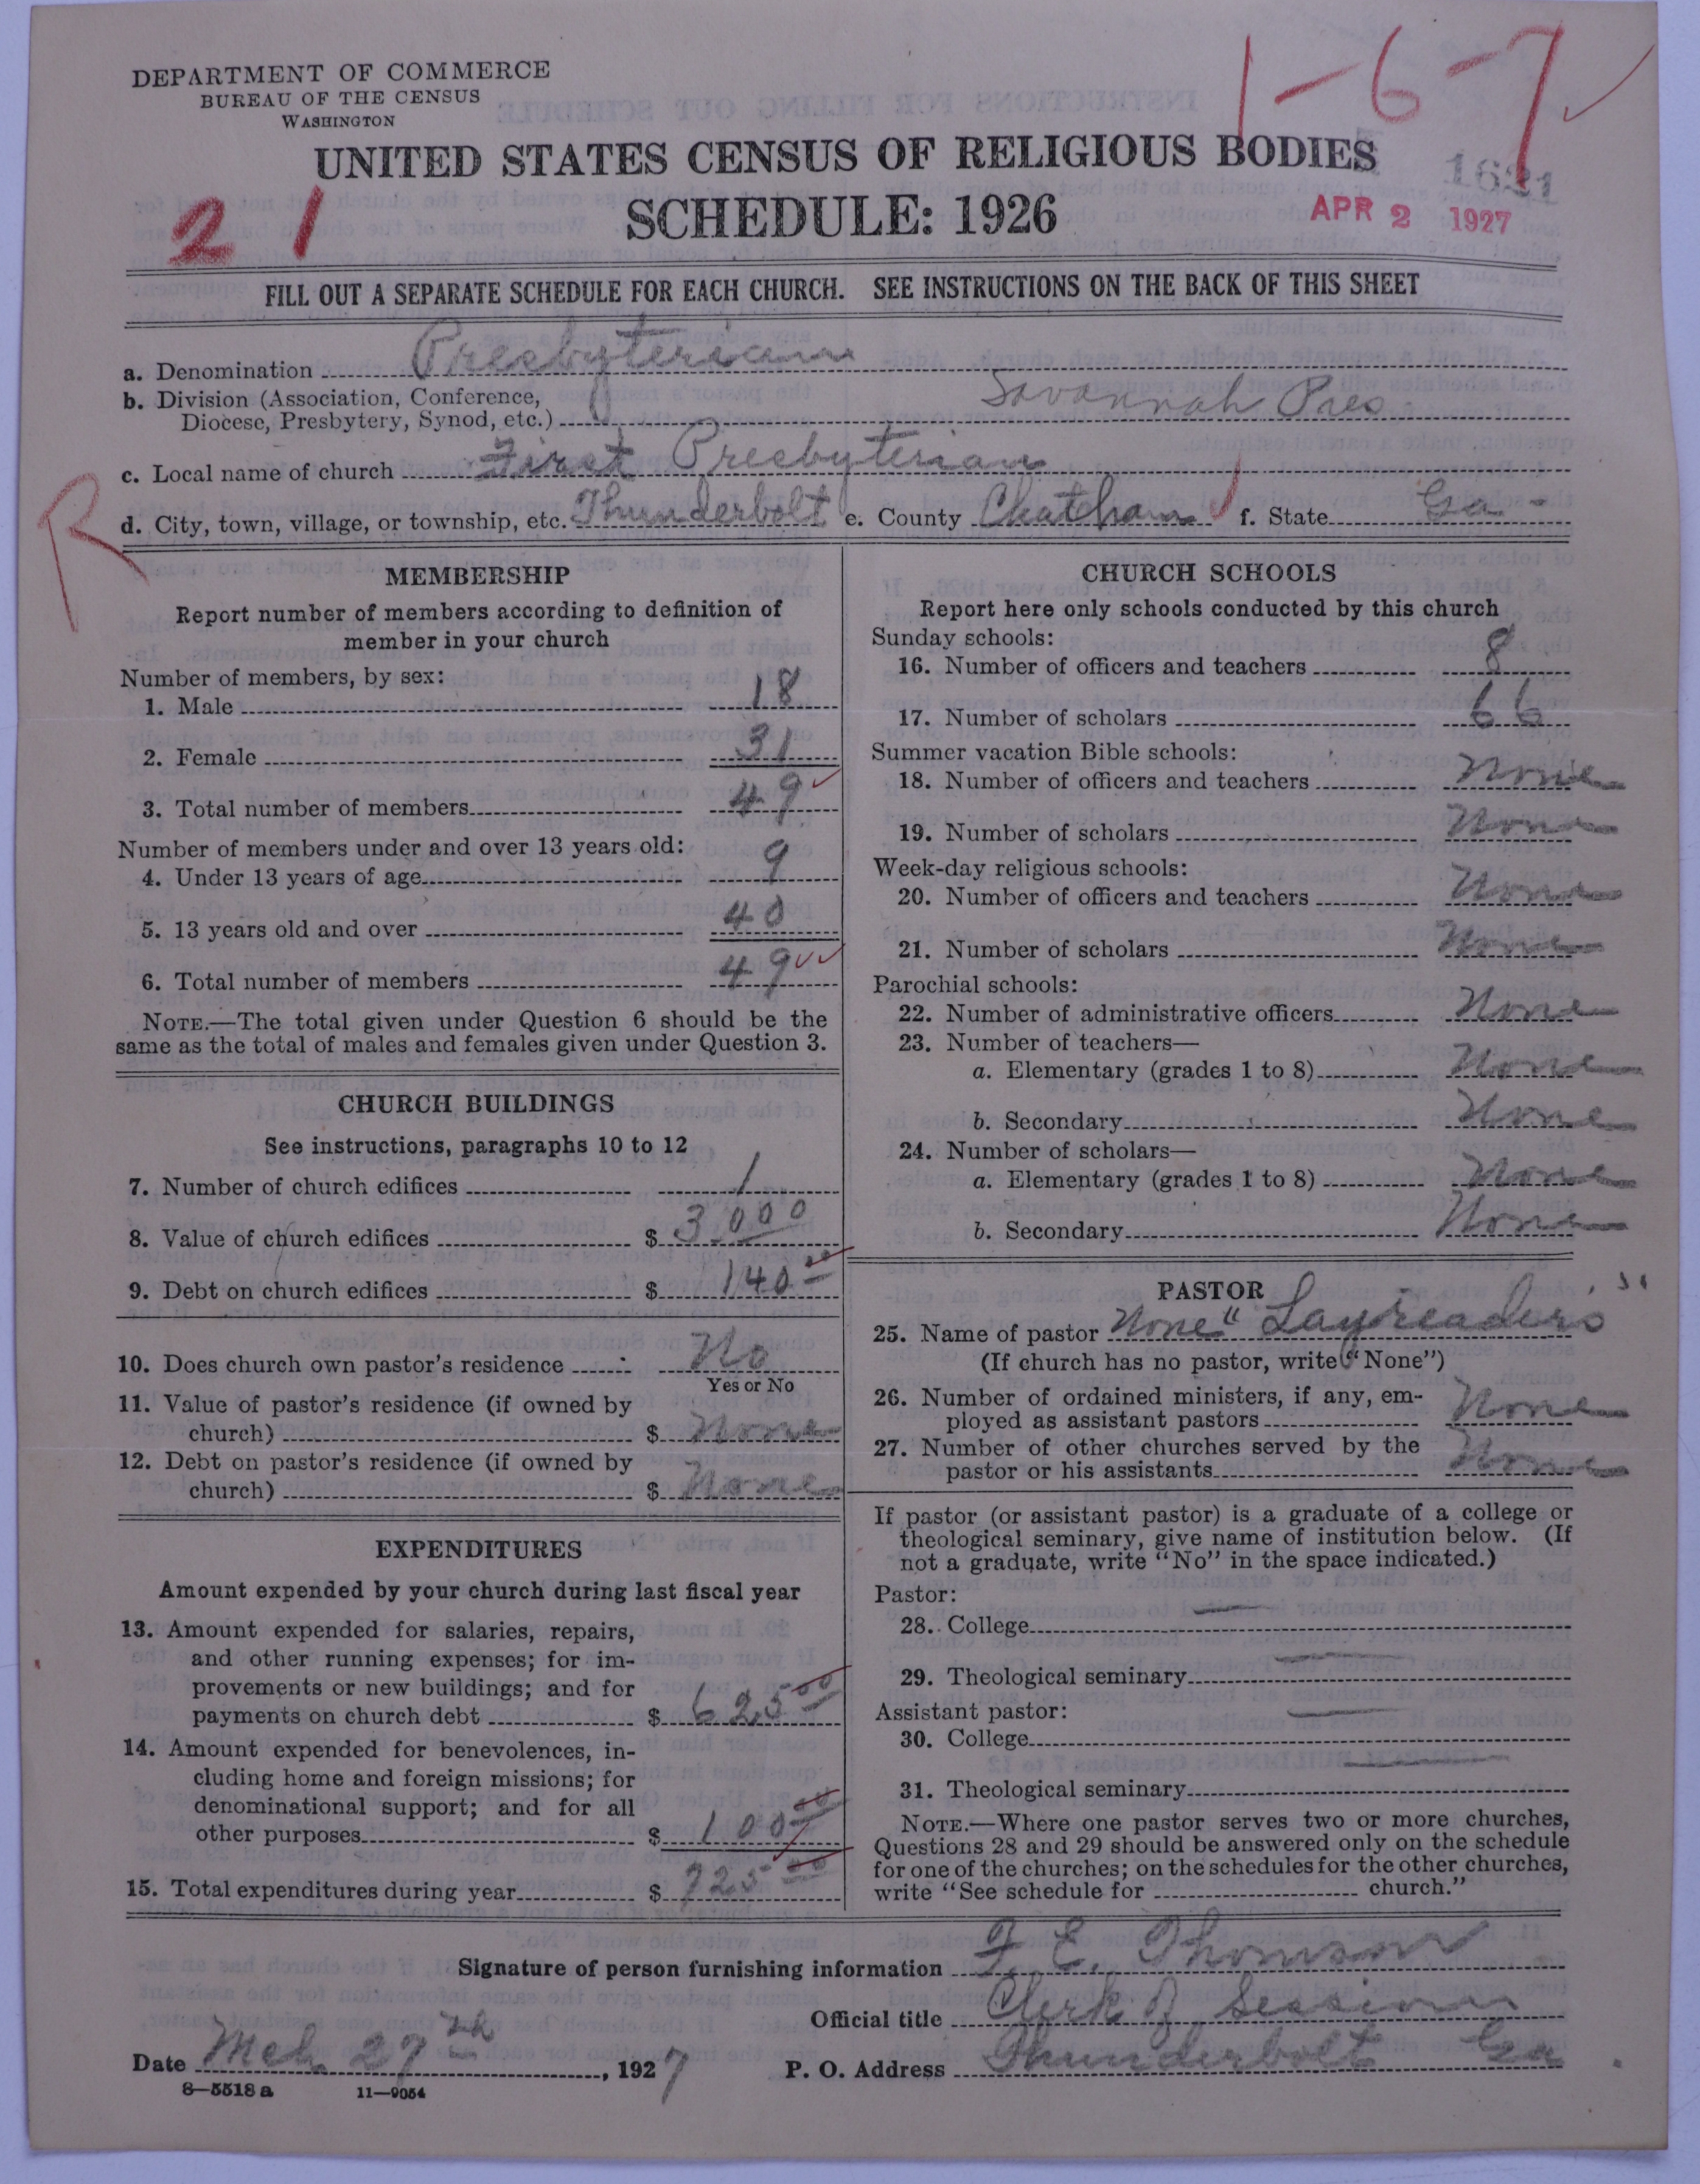 DEPARTMENT OF COMMERCE
BUREAU OF THE CENSUS
WASHINGTON
1-6-7
UNITED STATES CENSUS OF RELIGIOUS BODIES
1621
21
SCHEDULE: 1926
APR 2 1927
FILL OUT A SEPARATE SCHEDULE FOR EACH CHURCH. SEE INSTRUCTIONS ON THE BACK OF THIS SHEET
a. Denomination Presbyterian
b. Division (Association, Conference,
Diocese, Presbytery, Synod, etc.) Savannah Pres
c. Local name of church First Presbyterian
R
d. City, town, village, or township, etc. Thunderbolt e. County Chatham f. State Ga -
MEMBERSHIP
Report number of members according to definition of
member in your church
Number of members, by sex:
1. Male 18
2. Female 31
3. Total number of members 49
Number of members under and over 13 years old:
4. Under 13 years of age 9
5. 13 years old and over 40
6. Total number of members 49
NOTE.—The total given under Question 6 should be the
same as the total of males and females given under Question 3.
CHURCH BUILDINGS
See instructions, paragraphs 10 to 12
7. Number of church edifices 1
8. Value of church edifices $ 3000
9. Debt on church edifices $ 140 00
10. Does church own pastor's residence No
Yes or No
11. Value of pastor's residence (if owned by
church) $ None
12. Debt on pastor's residence (if owned by
church) $ None
EXPENDITURES
Amount expended by your church during last fiscal year
13. Amount expended for salaries, repairs,
and other running expenses; for im-
provements or new buildings; and for
payments on church debt $ 625 00
14. Amount expended for benevolences, in-
cluding home and foreign missions; for
denominational support; and for all
other purposes $ 100 00
15. Total expenditures during year $ 725 00
CHURCH SCHOOLS
Report here only schools conducted by this church
Sunday schools:
16. Number of officers and teachers 8
17. Number of scholars 66
Summer vacation Bible schools:
18. Number of officers and teachers None
19. Number of scholars None
Week-day religious schools:
20. Number of officers and teachers None
21. Number of scholars None
Parochial schools:
22. Number of administrative officers None
23. Number of teachers—
a. Elementary (grades 1 to 8) None
b. Secondary None
24. Number of scholars—
a. Elementary (grades 1 to 8) None
b. Secondary None
PASTOR
25. Name of pastor None "Layreaders"
(If church has no pastor, write "None")
26. Number of ordained ministers, if any, em-
ployed as assistant pastors None
27. Number of other churches served by the
pastor or his assistants None
If pastor (or assistant pastor) is a graduate of a college or
theological seminary, give name of institution below. (If
not a graduate, write "No" in the space indicated.)
Pastor:
28. College —
29. Theological seminary —
Assistant pastor:
30. College —
31. Theological seminary —
NOTE.—Where one pastor serves two or more churches,
Questions 28 and 29 should be answered only on the schedule
for one of the churches; on the schedules for the other churches,
write "See schedule for ------ church."
Signature of person furnishing information F. E. Thomson
Official title Clerk of Session
Date Mch 27th, 1927 P. O. Address Thunderbolt Ga
8—5518 a 11—9054